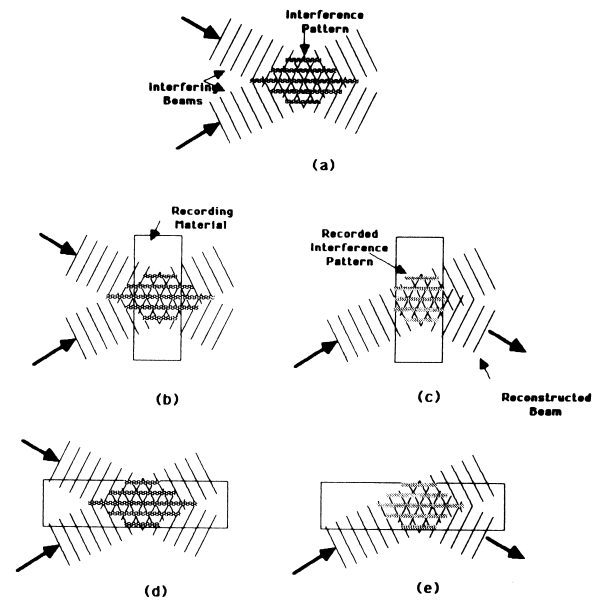 Interference
Pattern
Interfering
Beams
(a)
Recording
Material
Recorded
Interference
Pattern
(b)
(c)
Reconstructed
Beam
(d)
(e)